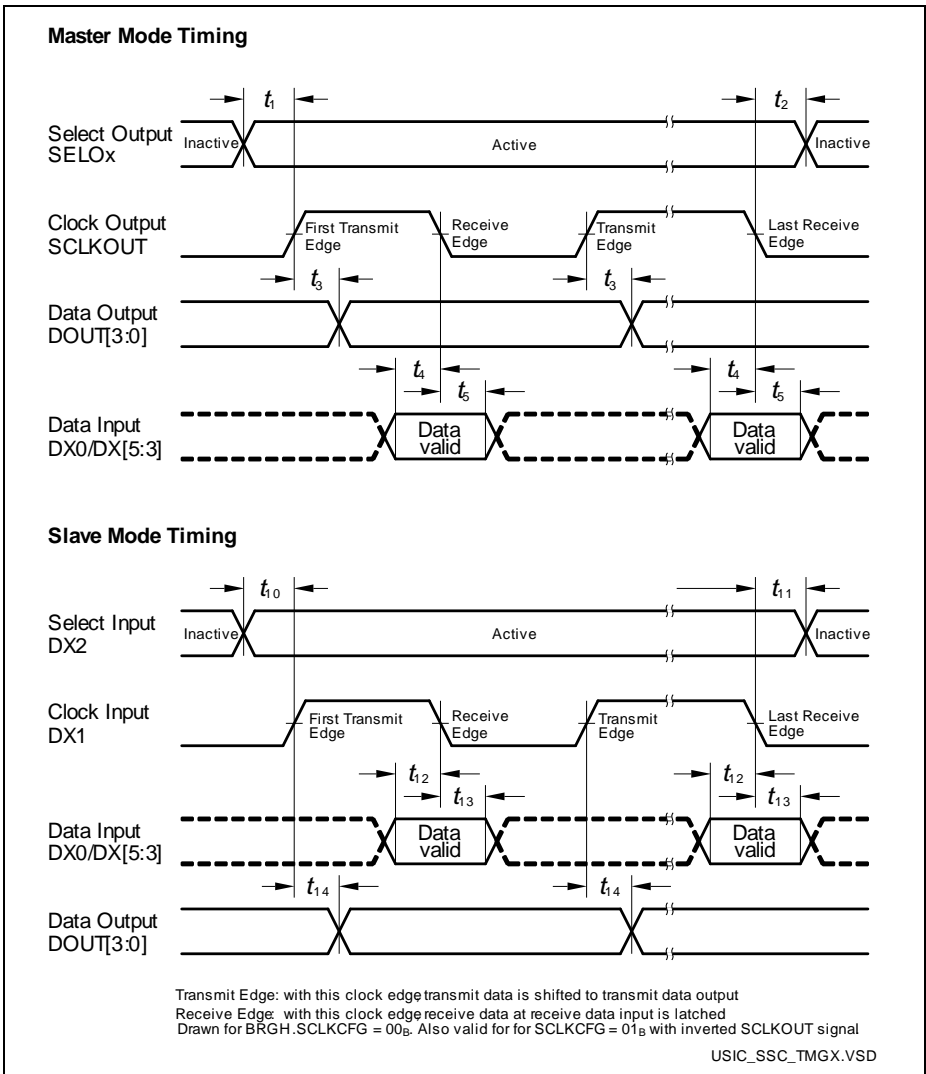 Master Mode Timing
t1
t2
Select Output
SELOx
Inactive
Active
Inactive
Clock Output
SCLKOUT
First Transmit
Edge
Receive
Edge
Transmit
Edge
Last Receive
Edge
t3
t3
Data Output
DOUT[3:0]
t4
t5
t4
t5
Data Input
DX0/DX[5:3]
Data
valid
Data
valid
Slave Mode Timing
t10
t11
Select Input
DX2
Inactive
Active
Inactive
Clock Input
DX1
First Transmit
Edge
Receive
Edge
Transmit
Edge
Last Receive
Edge
t12
t13
t12
t13
Data Input
DX0/DX[5:3]
Data
valid
Data
valid
t14
t14
Data Output
DOUT[3:0]
Transmit Edge: with this clock edge, transmit data is shifted to transmit data output
Receive Edge: with this clock edge, receive data at receive data input is latched
Drawn for BRGH.SCLKCFG = 00B. Also valid for for SCLKCFG = 01B with inverted SCLKOUT signal.
USIC_SSC_TMGX.VSD